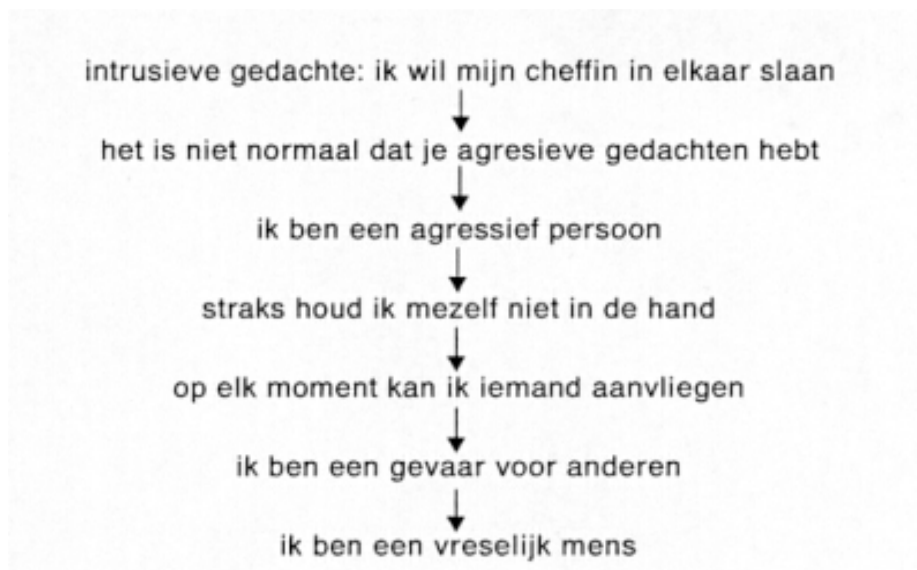 intrusieve gedachte: ik wil mijn cheffin in elkaar slaan
het is niet normaal dat je agresieve gedachten hebt
ik ben een agressief persoon
straks houd ik mezelf niet in de hand
op elk moment kan ik iemand aanvliegen
ik ben een gevaar voor anderen
ik ben een vreselijk mens